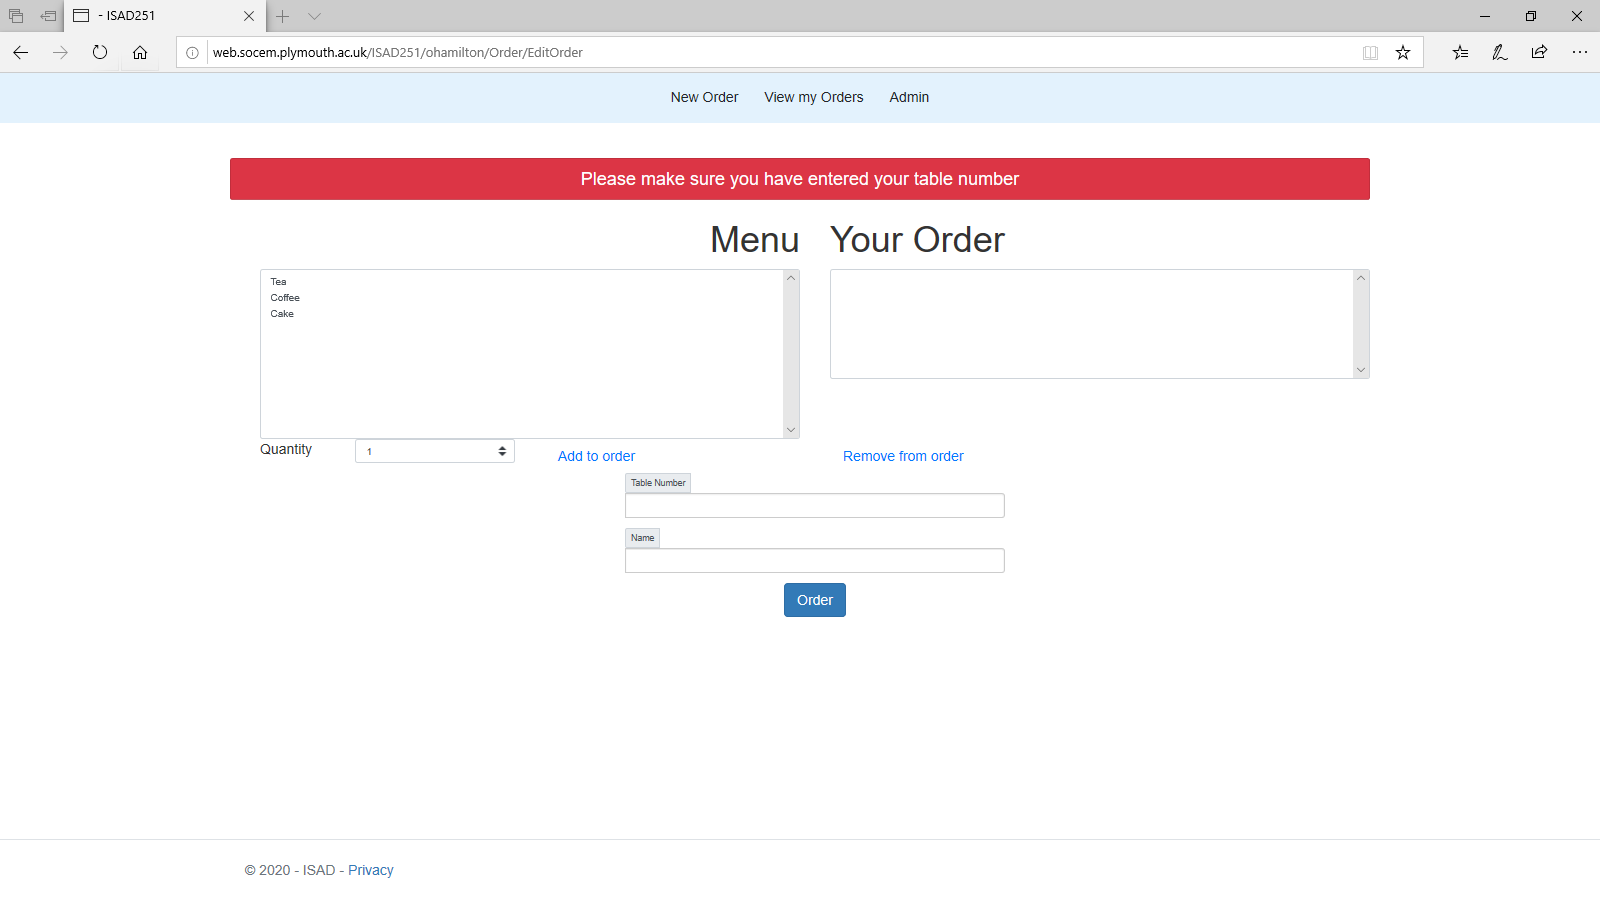 - ISAD251
web.socem.plymouth.ac.uk/ISAD251/ohamilton/Order/EditOrder
New Order View my Orders Admin
Please make sure you have entered your table number
Menu
Tea
Coffee
Cake
Quantity
1
Add to order
Your Order
Remove from order
Table Number
Name
Order
© 2020 - ISAD - Privacy